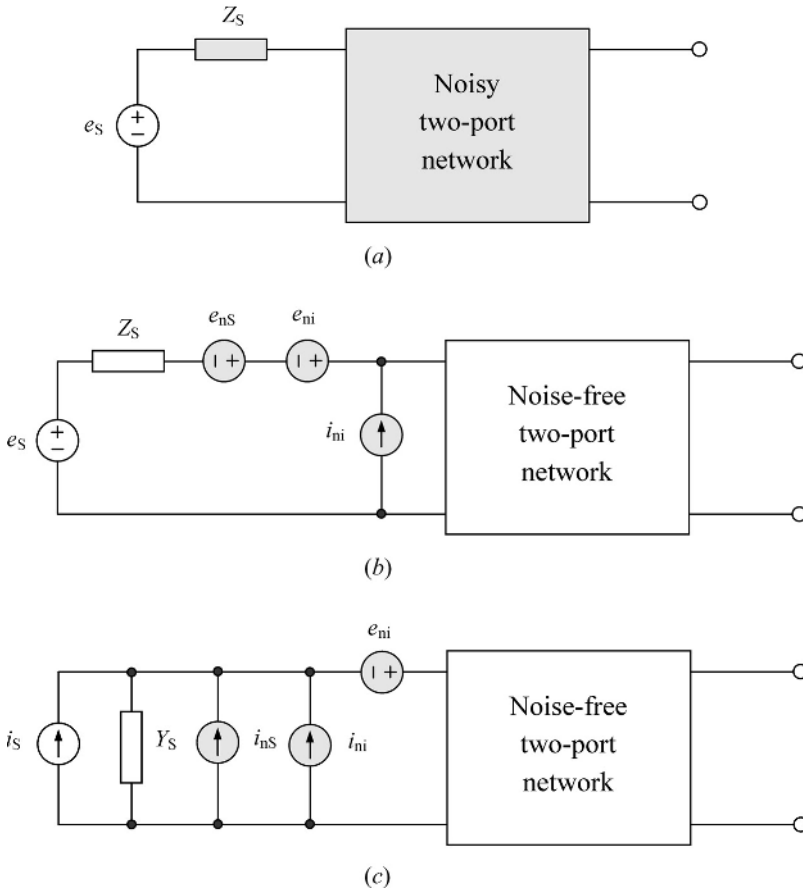 Z_S
e_S
+
−
Noisy
two-port
network
(a)
Z_S
e_nS
e_ni
− +
− +
e_S
+
−
i_ni
Noise-free
two-port
network
(b)
e_ni
− +
i_S
Y_S
i_nS
i_ni
Noise-free
two-port
network
(c)